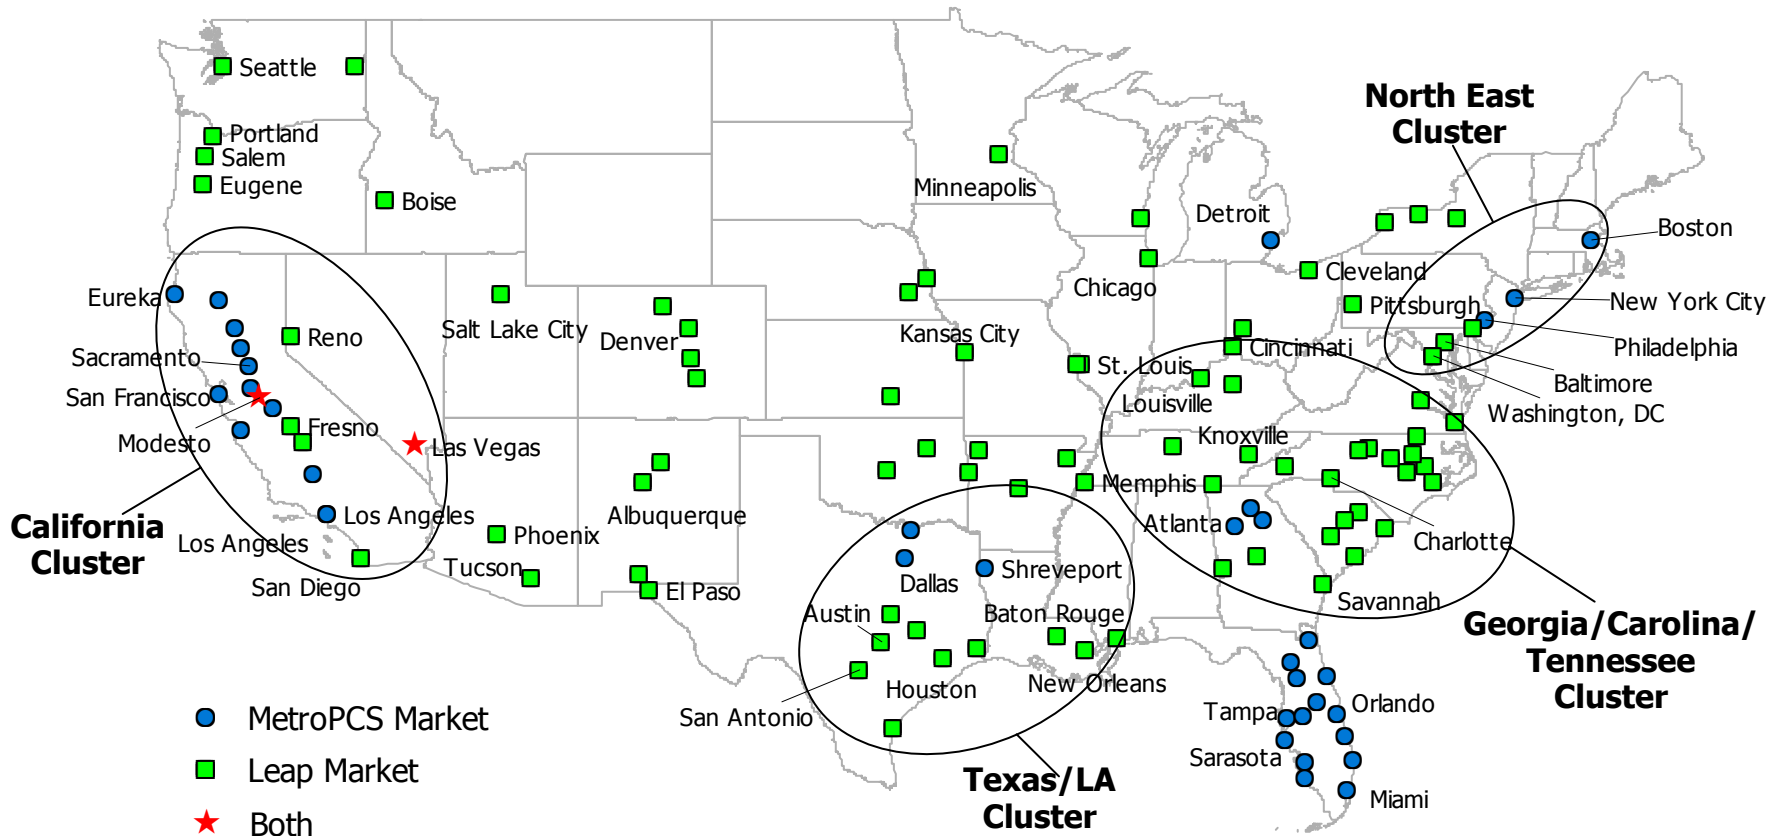 North East
Cluster
Seattle
Portland
Salem
Eugene
Boise
Minneapolis
Detroit
Boston
Cleveland
Chicago
Eureka
Pittsburgh
New York City
Salt Lake City
Kansas City
Reno
Denver
Cincinnati
Philadelphia
Sacramento
St. Louis
Baltimore
San Francisco
Louisville
Washington, DC
Modesto
Fresno
Las Vegas
Knoxville
Memphis
Albuquerque
Los Angeles
Atlanta
California
Cluster
Los Angeles
Phoenix
Charlotte
Tucson
San Diego
El Paso
Dallas
Shreveport
Austin
Baton Rouge
Savannah
Georgia/Carolina/
Tennessee
Cluster
Houston
New Orleans
San Antonio
Tampa
Orlando
Sarasota
Miami
Texas/LA
Cluster
MetroPCS Market
Leap Market
Both